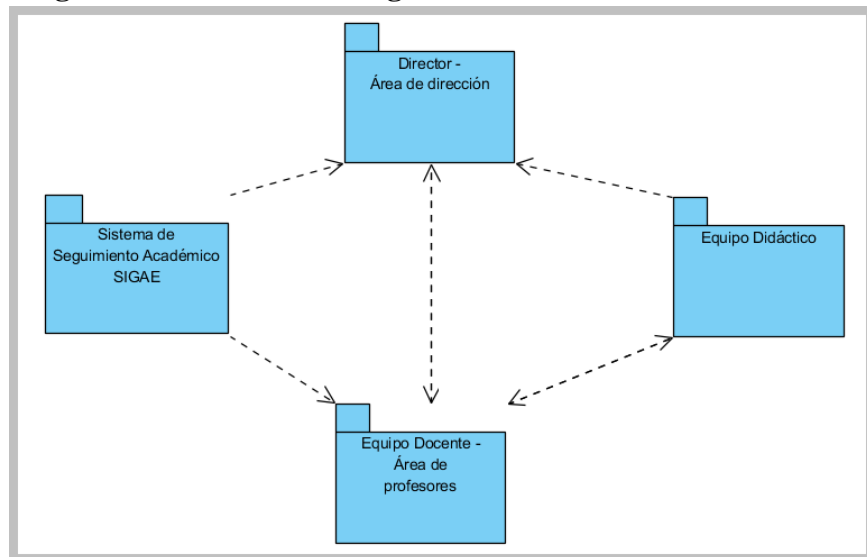 Director -
Área de dirección
Sistema de
Seguimiento Académico
SIGAE
Equipo Didáctico
Equipo Docente -
Área de
profesores